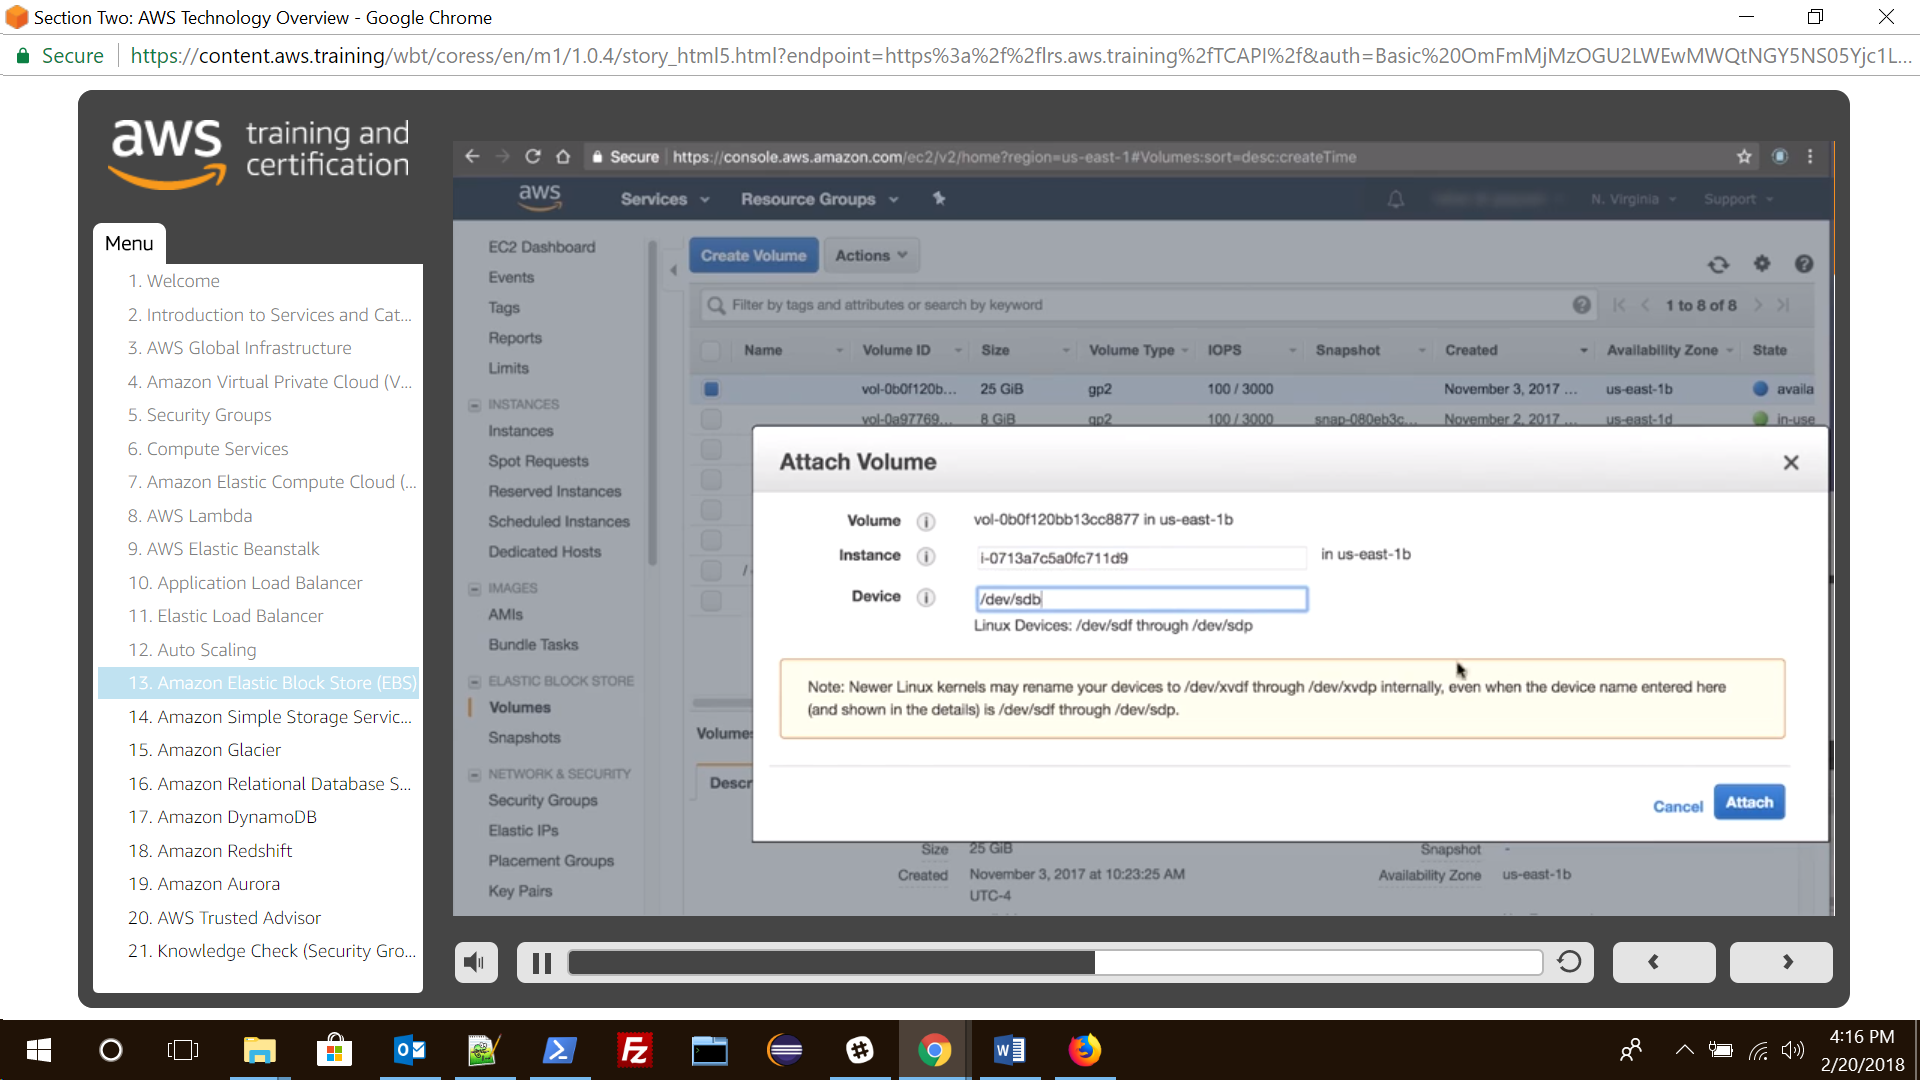 Section Two: AWS Technology Overview - Google Chrome
Secure
https://content.aws.training/wbt/coress/en/m1/1.0.4/story_html5.html?endpoint=https%3a%2f%2flrs.aws.training%2fTCAPI%2f&auth=Basic%20OmFmMjMzOGU2LWEwMWQtNGY5NS05Yjc1L...
aws training and
certification
Menu
1. Welcome
2. Introduction to Services and Cat...
3. AWS Global Infrastructure
4. Amazon Virtual Private Cloud (V...
5. Security Groups
6. Compute Services
7. Amazon Elastic Compute Cloud (...
8. AWS Lambda
9. AWS Elastic Beanstalk
10. Application Load Balancer
11. Elastic Load Balancer
12. Auto Scaling
13. Amazon Elastic Block Store (EBS)
14. Amazon Simple Storage Servic...
15. Amazon Glacier
16. Amazon Relational Database S...
17. Amazon DynamoDB
18. Amazon Redshift
19. Amazon Aurora
20. AWS Trusted Advisor
21. Knowledge Check (Security Gro...
Secure https://console.aws.amazon.com/ec2/v2/home?region=us-east-1#Volumes:sort=desc:createTime
aws Services Resource Groups N. Virginia Support
EC2 Dashboard
Events
Tags
Reports
Limits
INSTANCES
Instances
Spot Requests
Reserved Instances
Scheduled Instances
Dedicated Hosts
IMAGES
AMIs
Bundle Tasks
ELASTIC BLOCK STORE
Volumes
Snapshots
NETWORK & SECURITY
Security Groups
Elastic IPs
Placement Groups
Key Pairs
Create Volume Actions
Filter by tags and attributes or search by keyword 1 to 8 of 8
Name Volume ID Size Volume Type IOPS Snapshot Created Availability Zone State
vol-0b0f120b... 25 GiB gp2 100 / 3000 November 3, 2017 ... us-east-1b availa
vol-0a97769... 8 GiB gp2 100 / 3000 snap-080eb3c... November 2, 2017 ... us-east-1d in-use
Attach Volume
Volume vol-0b0f120bb13cc8877 in us-east-1b
Instance i-0713a7c5a0fc711d9 in us-east-1b
Device /dev/sdb
Linux Devices: /dev/sdf through /dev/sdp
Note: Newer Linux kernels may rename your devices to /dev/xvdf through /dev/xvdp internally, even when the device name entered here
(and shown in the details) is /dev/sdf through /dev/sdp.
Cancel Attach
Volumes
Descr
Size 25 GiB Snapshot -
Created November 3, 2017 at 10:23:25 AM Availability Zone us-east-1b
UTC-4
4:16 PM
2/20/2018